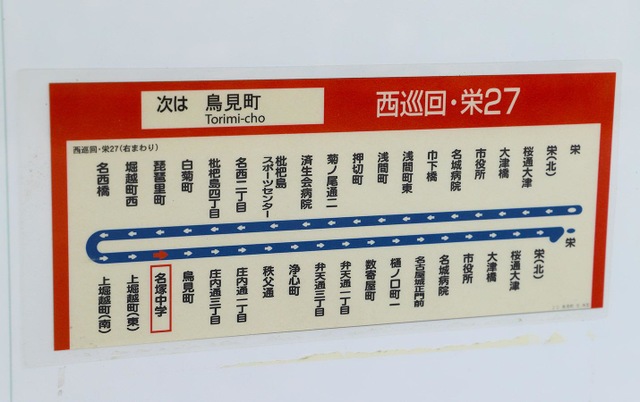 次は 鳥見町
Torimi-cho
西巡回・栄27
西巡回・栄27(右まわり)
名西橋
堀越町西
琵琶里町
白菊町
枇杷島四丁目
名西二丁目
枇杷島
スポーツセンター
済生会病院
菊ノ尾通二
押切町
浅間町
浅間町東
巾下橋
名城病院
市役所
大津橋
桜通大津
栄(北)
栄
栄
上堀越町(南)
上堀越町(東)
名塚中学
鳥見町
庄内通三丁目
庄内通一丁目
秩父通
浄心町
弁天通三丁目
弁天通一丁目
数寄屋町
樋ノ口町一
名古屋城正門前
名城病院
市役所
大津橋
桜通大津
栄(北)